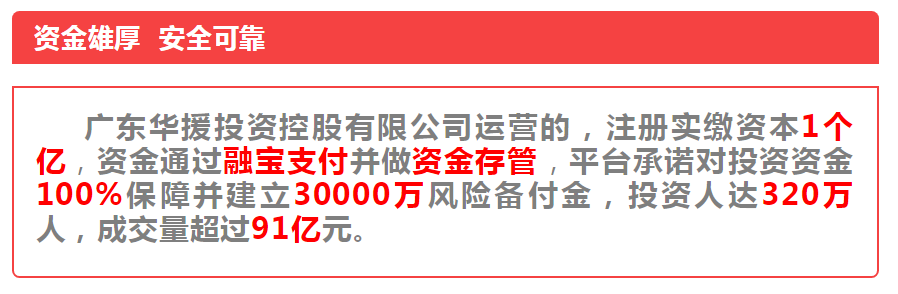 资金雄厚 安全可靠
广东华援投资控股有限公司运营的，注册实缴资本1个
亿，资金通过融宝支付并做资金存管，平台承诺对投资资金
100%保障并建立30000万风险备付金，投资人达320万
人，成交量超过91亿元。